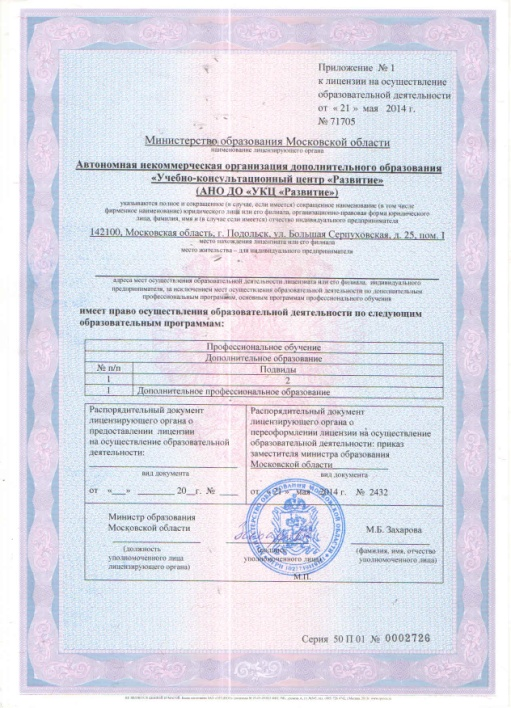 Приложение № 1
к лицензии на осуществление
образовательной деятельности
от « 21 » мая 2014 г.
№ 71705
Министерство образования Московской области
наименование лицензирующего органа
Автономная некоммерческая организация дополнительного образования
«Учебно-консультационный центр «Развитие»
(АНО ДО «УКЦ «Развитие»)
указываются полное и сокращенное (в случае, если имеется) сокращенное наименование (в том числе
фирменное наименование) юридического лица или его филиала, организационно-правовая форма юридического
лица, фамилия, имя и (в случае если имеется) отчество индивидуального предпринимателя
142100, Московская область, г. Подольск, ул. Большая Серпуховская, д. 25, пом. I
место нахождения лицензиата или его филиала
место жительства – для индивидуального предпринимателя
адреса мест осуществления образовательной деятельности лицензиата или его филиала, индивидуального
предпринимателя, за исключением мест осуществления образовательной деятельности по дополнительным
профессиональным программам, основным программам профессионального обучения
имеет право осуществления образовательной деятельности по следующим
образовательным программам:
Профессиональное обучение
Дополнительное образование
№ п/п Подвиды
1 2
1 Дополнительное профессиональное образование
Распорядительный документ
лицензирующего органа о
предоставлении лицензии
на осуществление образовательной
деятельности:
вид документа
от «___» ________ 20__г. № ____
Распорядительный документ
лицензирующего органа о
переоформлении лицензии на осуществление
образовательной деятельности: приказ
заместителя министра образования
Московской области
вид документа
от « 21 » мая 2014 г. № 2432
Министр образования
Московской области
(должность
уполномоченного лица
лицензирующего органа)
(подпись
уполномоченного лица
М.П.
М.Б. Захарова
(фамилия, имя, отчество
уполномоченного лица)
Серия 50 П 01 № 0002726